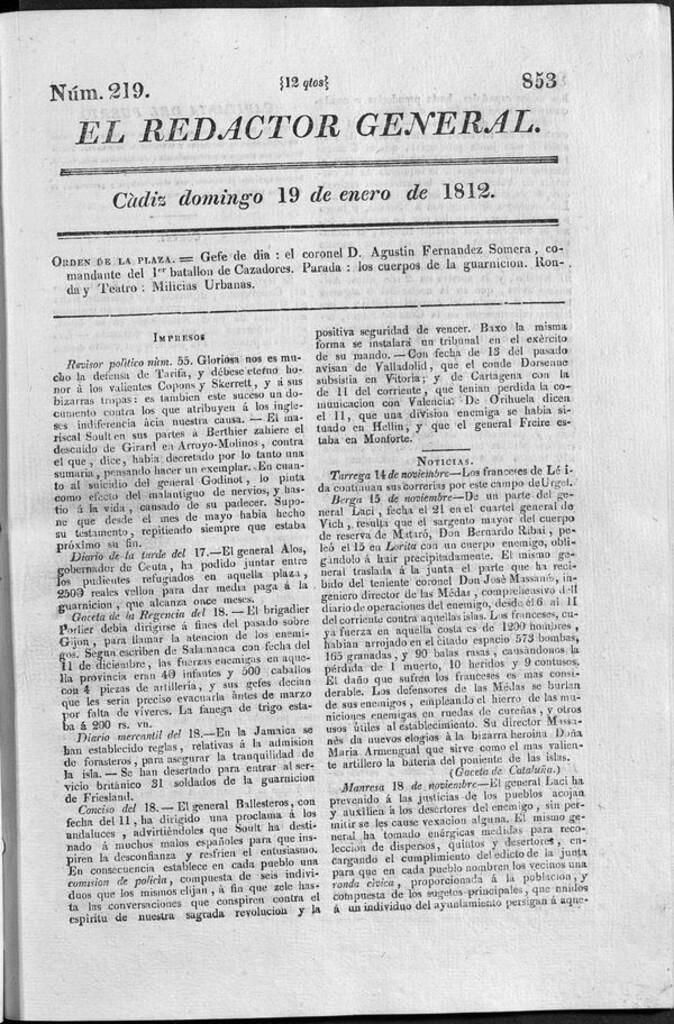 Núm. 219.
{12 qtos}
853
EL REDACTOR GENERAL.
Càdiz domingo 19 de enero de 1812.
ORDEN DE LA PLAZA. = Gefe de dia : el coronel D. Agustin Fernandez Somera, co-
mandante del 1er batallon de Cazadores. Parada : los cuerpos de la guarnicion. Ron-
da y Teatro : Milicias Urbanas.
IMPRESOS
Revisor político núm. 55. Gloriosa nos es mu-
cho la defensa de Tarifa, y débese eterno ho-
nor á los valientes Copons y Skerrett, y á sus
bizarras tropas: es tambien este suceso un do-
cumento contra los que atribuyen á los ingle-
ses indiferencia ácia nuestra causa. — El ma-
riscal Soult en sus partes á Berthier zahiere el
descuido de Girard en Arroyo-Molinos, contra
el que, dice, habia decretado por lo tanto una
sumaria, pensando hacer un exemplar. En cuan-
to al suicidio del general Godinot, lo pinta
como efecto del mal antiguo de nervios, y has-
tio á la vida, cansado de su padecer. Supo-
ne que desde el mes de mayo habia hecho
su testamento, repitiendo siempre que estaba
próximo su fin.
Diario de la tarde del 17.—El general Alos,
gobernador de Ceuta, ha podido juntar entre
los pudientes refugiados en aquella plaza,
2500 reales vellon para dar media paga á la
guarnicion, que alcanza once meses.
Gaceta de la Regencia del 18. — El brigadier
Porlier debia dirigirse á fines del pasado sobre
Gijon, para llamar la atencion de los enemi-
gos. Segun escriben de Salamanca con fecha del
11 de diciembre, las fuerzas enemigas en aque-
lla provincia eran 40 infantes y 500 caballos
con 4 piezas de artillería, y sus gefes decian
que les seria preciso evacuarla ántes de marzo
por falta de víveres. La fanega de trigo esta-
ba á 200 rs. vn.
Diario mercantil del 18.—En la Jamaica se
han establecido reglas, relativas á la admision
de forasteros, para asegurar la tranquilidad de
la isla. — Se han desertado para entrar al ser-
vicio británico 31 soldados de la guarnicion
de Friesland.
Conciso del 18. — El general Ballesteros, con
fecha del 11, ha dirigido una proclama á los
andaluces, advirtiéndoles que Soult ha desti-
nado á muchos malos españoles para que ins-
piren la desconfianza y resfrien el entusiasmo.
En consecuencia establece en cada pueblo una
comision de policía, compuesta de seis indivi-
duos que los mismos elijan, á fin que zele has-
ta las conversaciones que conspiren contra el
espiritu de nuestra sagrada revolucion y la
positiva seguridad de vencer. Baxo la misma
forma se instalará un tribunal en el exército
de su mando. — Con fecha de 13 del pasado
avisan de Valladolid, que el conde Dorsenne
subsistia en Vitoria; y de Cartagena con la
de 11 del corriente, que tenian perdida la co-
municacion con Valencia. De Orihuela dicen
el 11, que una division enemiga se habia si-
tuado en Hellin, y que el general Freire es-
taba en Monforte.
NOTICIAS.
Tarrega 14 de noviembre—Los franceses de Lé ida
continúan sus correrías por este campo de Urgel.
Berga 15 de noviembre—De un parte del ge-
neral Laci, fecha el 21 en el cuartel general de
Vich, resulta que el sargento mayor del cuerpo
de reserva de Mataró, Don Bernardo Ribai, pe-
leó el 15 en Lorita con un cuerpo enemigo, obli-
gándolo á huir precipitadamente. El mismo ge-
neral traslada á la junta el parte que ha reci-
bido del teniente coronel Don José Massanés, in-
geniero director de las Médas, comprehensivo del
diario de operaciones del enemigo, desde el 6 al 11
del corriente contra aquellas islas. Los franceses, cu-
ya fuerza en aquella costa es de 1200 hombres,
habian arrojado en el citado espacio 573 bombas,
165 granadas, y 90 balas rasas, causándonos la
pérdida de 1 muerto, 10 heridos y 9 contusos.
El daño que sufren los franceses es mas consi-
derable. Los defensores de las Médas se burlan
de sus enemigos, empleando el hierro de las mu-
niciones enemigas en ruedas de cureñas, y otros
usos útiles al establecimiento. Su director Massa-
nés da nuevos elogios á la bizarra heroina Doña
Maria Armengual que sirve como el mas valien-
te artillero la batería del poniente de las islas.
(Gaceta de Cataluña.)
Manresa 18 de noviembre—El general Laci ha
prevenido á las justicias de los pueblos acojan
y auxilien á los desertores del enemigo, sin per-
mitir se les cause vexacion alguna. El mismo ge-
neral ha tomado enérgicas medidas para reco-
leccion de dispersos, quintos y desertores, en-
cargando el cumplimiento del edicto de la junta
para que en cada pueblo nombren los vecinos una
ronda cívica, proporcionada á la poblacion, y
compuesta de los sugetos principales, que unidos
á un individuo del ayuntamiento persigan á aque-